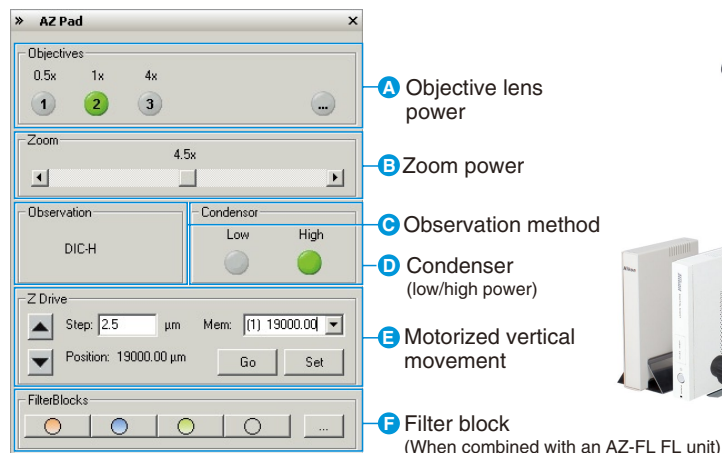 » AZ Pad ×
Objectives
0.5x 1x 4x
1 2 3 ...
Zoom
4.5x
Observation
DIC-H
Condensor
Low High
Z Drive
Step: 2.5 µm Mem: (1) 19000.00
Position: 19000.00 µm Go Set
FilterBlocks
...
A Objective lens
power
B Zoom power
C Observation method
D Condenser
(low/high power)
E Motorized vertical
movement
F Filter block
(When combined with an AZ-FL FL unit)
Nikon
Nikon